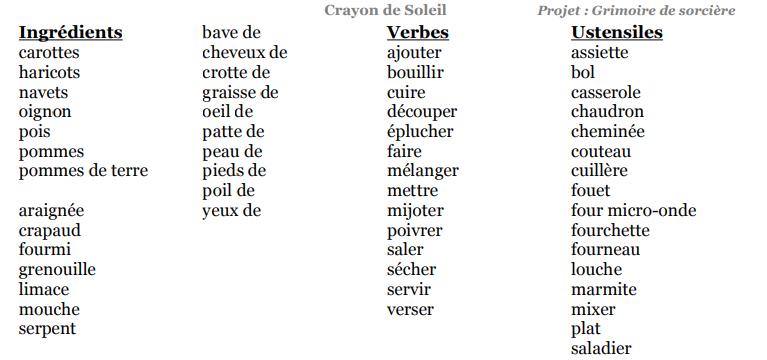 Crayon de Soleil
Projet : Grimoire de sorcière
Ingrédients
carottes
haricots
navets
oignon
pois
pommes
pommes de terre
araignée
crapaud
fourmi
grenouille
limace
mouche
serpent
bave de
cheveux de
crotte de
graisse de
oeil de
patte de
peau de
pieds de
poil de
yeux de
Verbes
ajouter
bouillir
cuire
découper
éplucher
faire
mélanger
mettre
mijoter
poivrer
saler
sécher
servir
verser
Ustensiles
assiette
bol
casserole
chaudron
cheminée
couteau
cuillère
fouet
four micro-onde
fourchette
fourneau
louche
marmite
mixer
plat
saladier